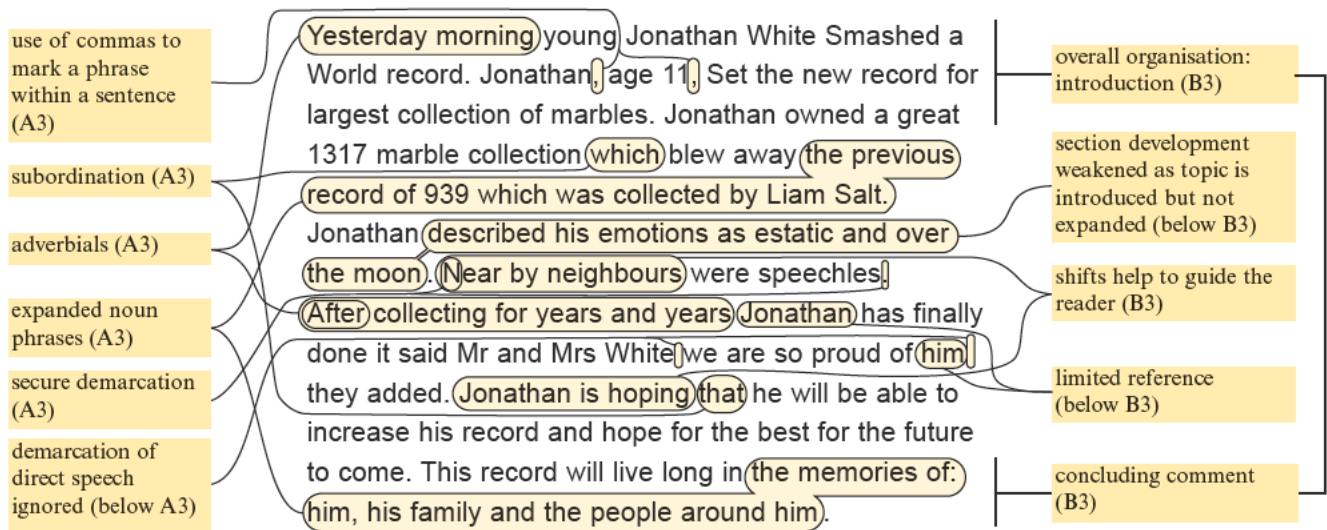 use of commas to
mark a phrase
within a sentence
(A3)
subordination (A3)
adverbials (A3)
expanded noun
phrases (A3)
secure demarcation
(A3)
demarcation of
direct speech
ignored (below A3)
Yesterday morning young Jonathan White Smashed a
World record. Jonathan, age 11, Set the new record for
largest collection of marbles. Jonathan owned a great
1317 marble collection which blew away the previous
record of 939 which was collected by Liam Salt.
Jonathan described his emotions as estatic and over
the moon. Near by neighbours were speechles.
After collecting for years and years Jonathan has finally
done it said Mr and Mrs White we are so proud of him
they added. Jonathan is hoping that he will be able to
increase his record and hope for the best for the future
to come. This record will live long in the memories of:
him, his family and the people around him.
overall organisation:
introduction (B3)
section development
weakened as topic is
introduced but not
expanded (below B3)
shifts help to guide the
reader (B3)
limited reference
(below B3)
concluding comment
(B3)